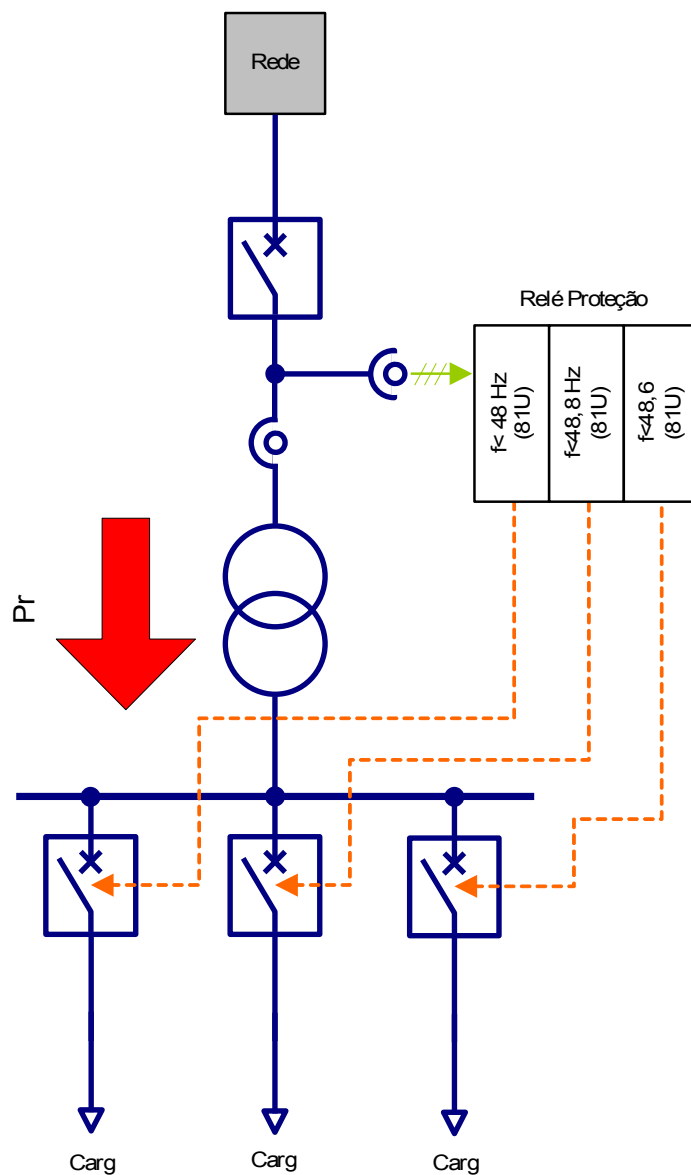 Rede
Relé Proteção
f< 48 Hz
(81U)
f<48,8 Hz
(81U)
f<48,6
(81U)
Pr
Carg
Carg
Carg